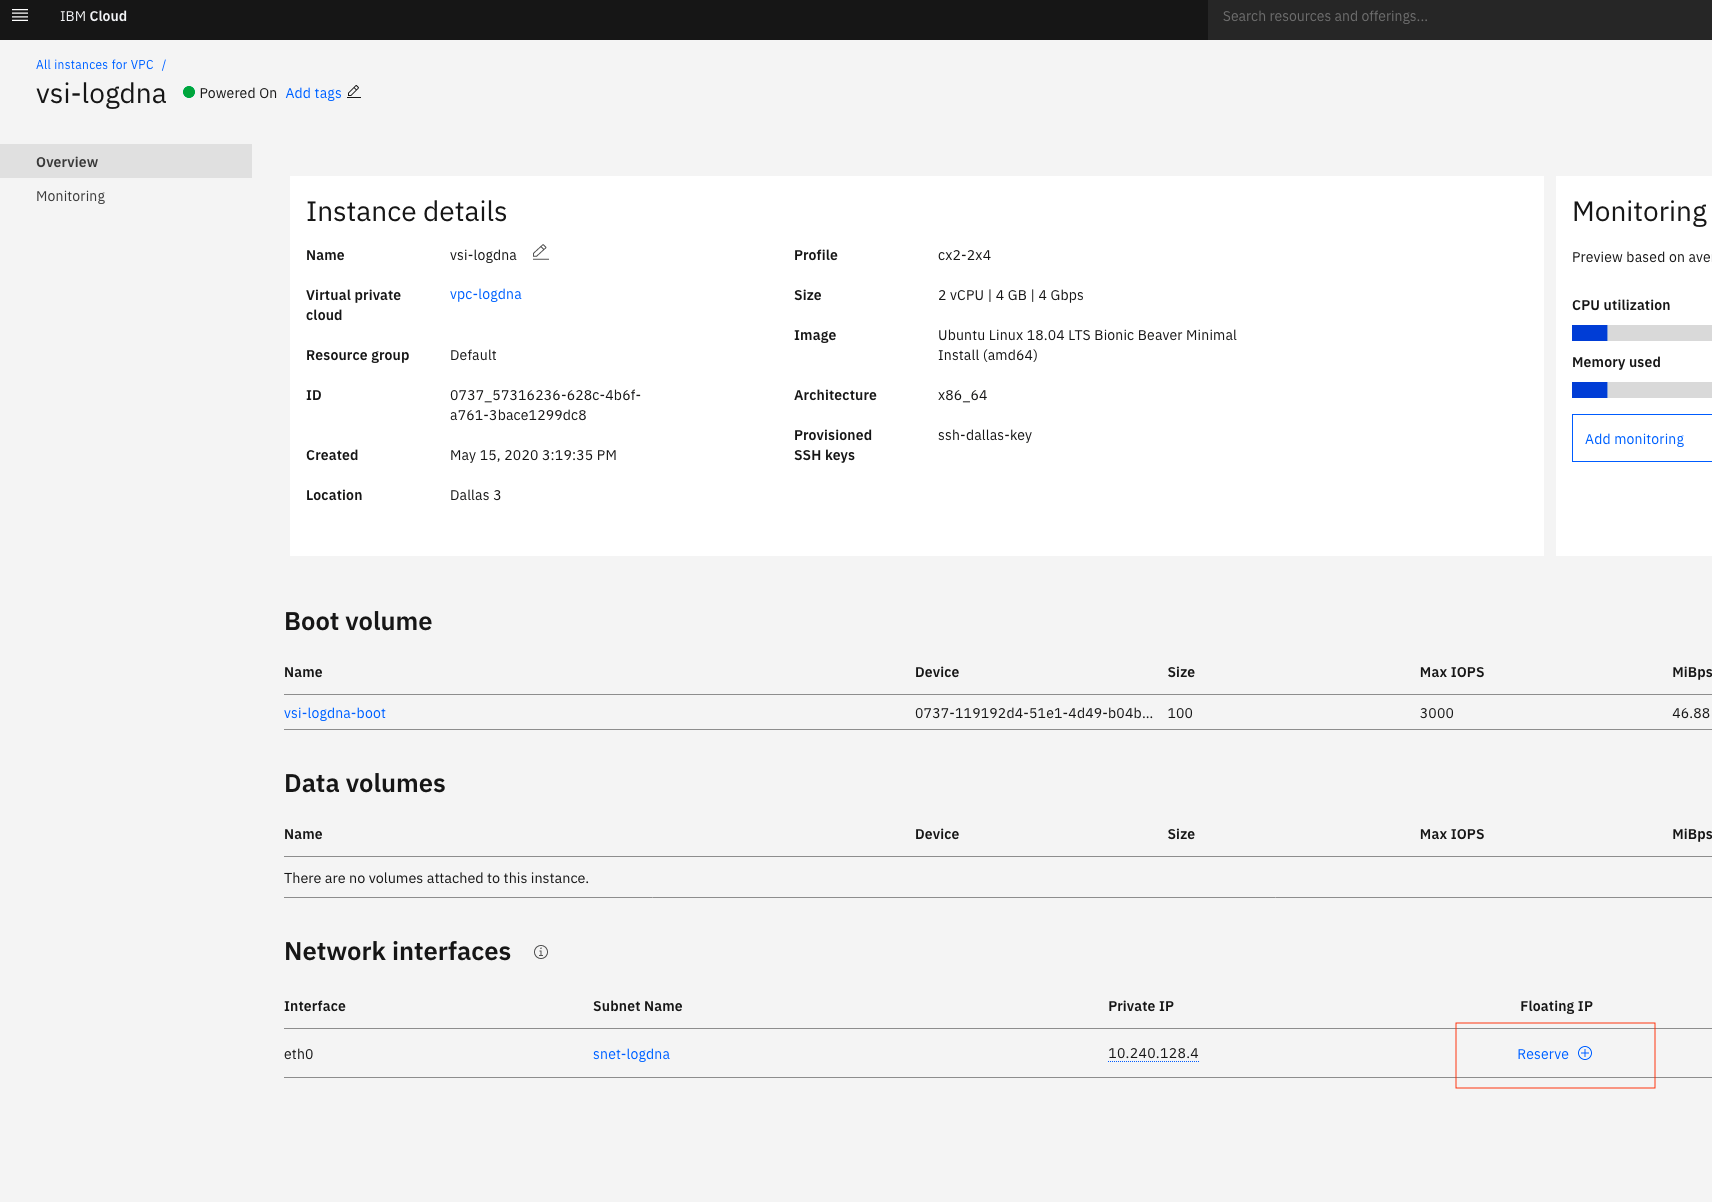 IBM Cloud
Search resources and offerings...
All instances for VPC /
vsi-logdna Powered On Add tags
Overview
Monitoring
Instance details
Name vsi-logdna
Virtual private cloud vpc-logdna
Resource group Default
ID 0737_57316236-628c-4b6f-
a761-3bace1299dc8
Created May 15, 2020 3:19:35 PM
Location Dallas 3
Profile cx2-2x4
Size 2 vCPU | 4 GB | 4 Gbps
Image Ubuntu Linux 18.04 LTS Bionic Beaver Minimal
Install (amd64)
Architecture x86_64
Provisioned SSH keys ssh-dallas-key
Monitoring
Preview based on ave
CPU utilization
Memory used
Add monitoring
Boot volume
Name Device Size Max IOPS MiBps
vsi-logdna-boot 0737-119192d4-51e1-4d49-b04b... 100 3000 46.88
Data volumes
Name Device Size Max IOPS MiBps
There are no volumes attached to this instance.
Network interfaces
Interface Subnet Name Private IP Floating IP
eth0 snet-logdna 10.240.128.4 Reserve